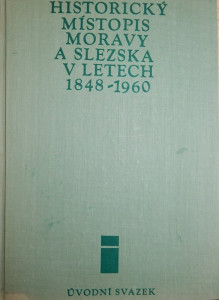 HISTORICKÝ
MÍSTOPIS
MORAVY
A SLEZSKA
V LETECH
1848-1960
ÚVODNÍ SVAZEK